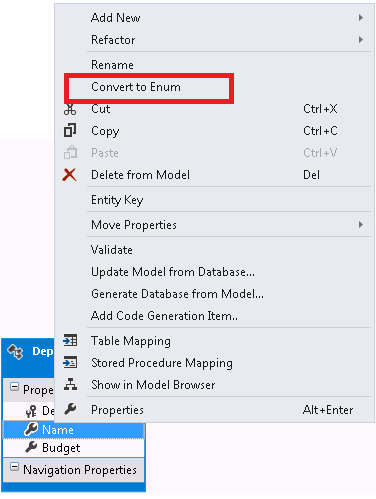 Add New
Refactor
Rename
Convert to Enum
Cut Ctrl+X
Copy Ctrl+C
Paste Ctrl+V
Delete from Model Del
Entity Key
Move Properties
Validate
Update Model from Database...
Generate Database from Model...
Add Code Generation Item..
Table Mapping
Stored Procedure Mapping
Show in Model Browser
Properties Alt+Enter
Dep
Prope
De
Name
Budget
Navigation Properties